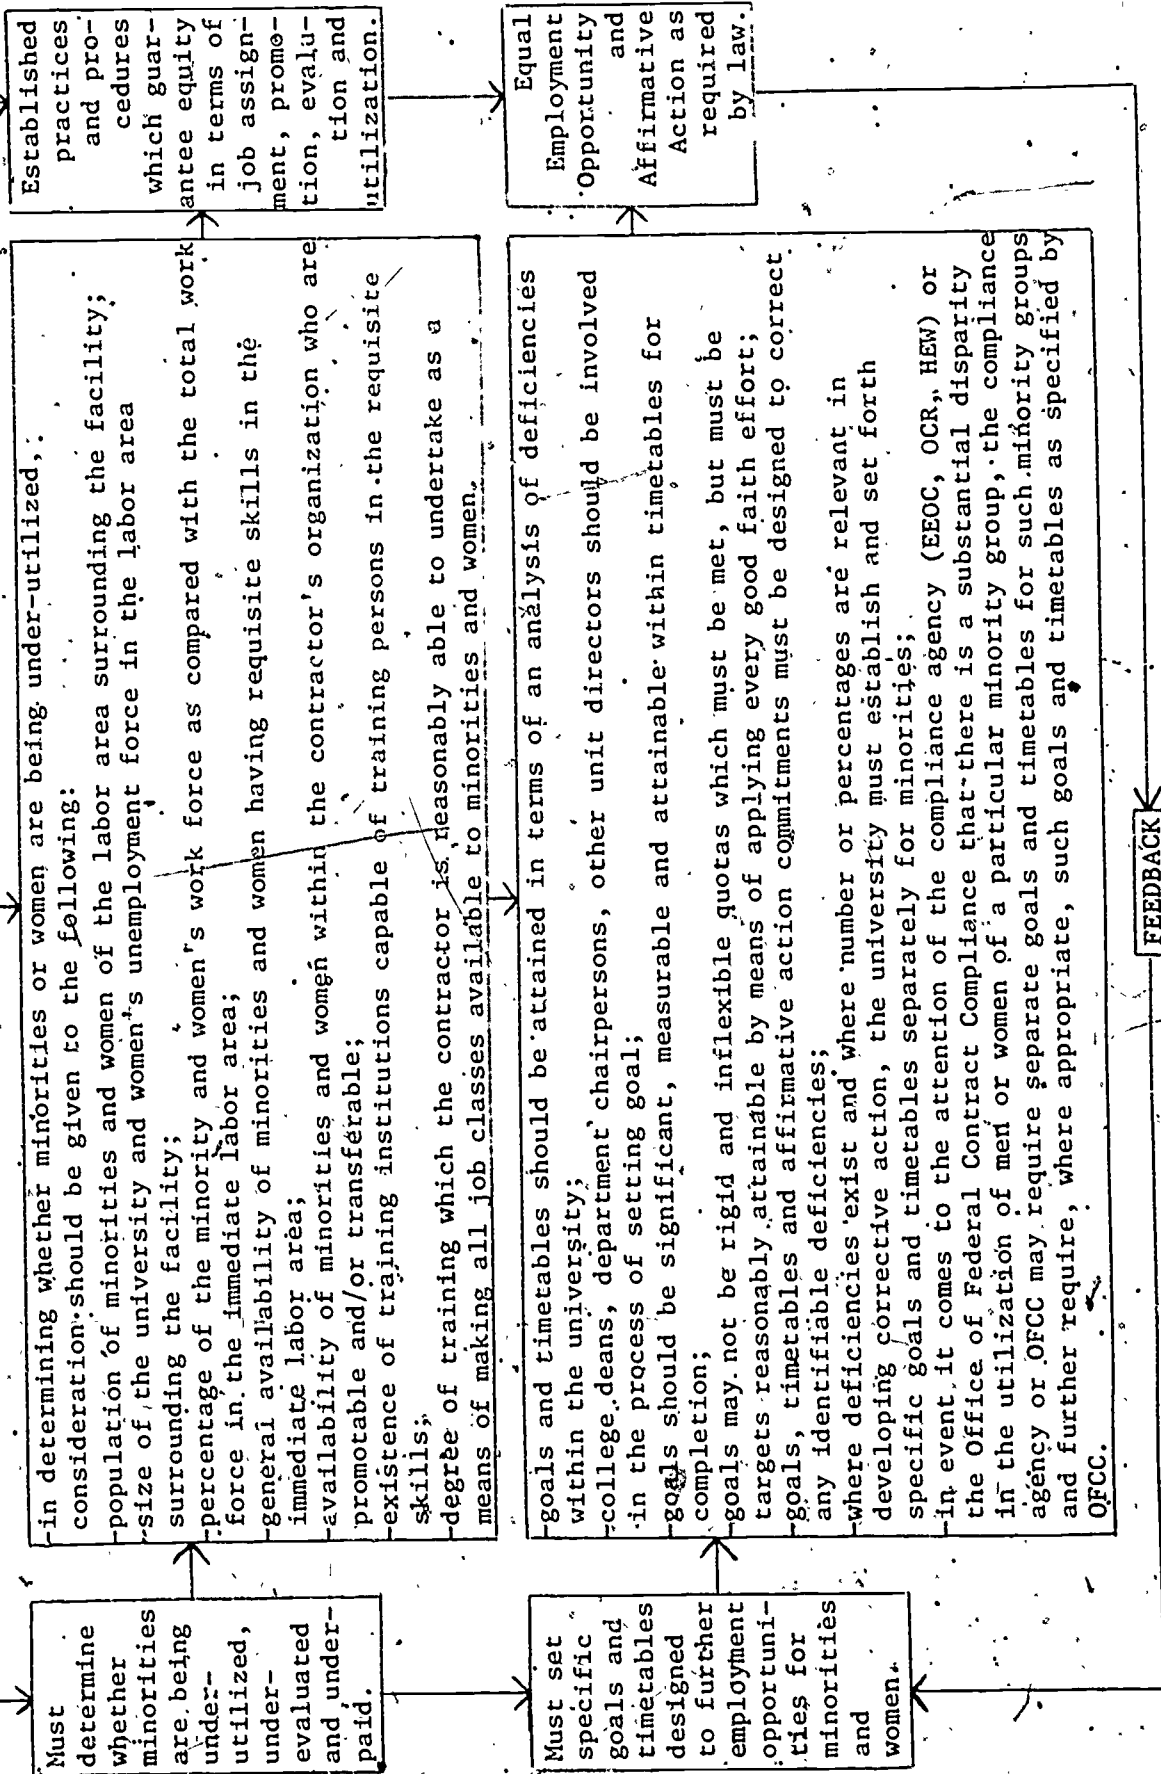 Must
determine
whether
minorities
are being
under-
utilized,
under-
evaluated
and under-
paid.
-in determining whether minorities or women are being under-utilized,
consideration should be given to the following:
-population of minorities and women of the labor area surrounding the facility;
-size of the university and women's unemployment force in the labor area
surrounding the facility;
-percentage of the minority and women's work force as compared with the total work
force in the immediate labor area;
-general availability of minorities and women having requisite skills in the
immediate labor area;
-availability of minorities and women within the contractor's organization who are
promotable and/or transferable;
-existence of training institutions capable of training persons in the requisite
skills;
-degree of training which the contractor is reasonably able to undertake as a
means of making all job classes available to minorities and women.
Established
practices
and pro-
cedures
which guar-
antee equity
in terms of
job assign-
ment, promo-
tion, evalu-
tion and
utilization.
Must set
specific
goals and
timetables
designed
to further
employment
opportuni-
ties for
minorities
and
women.
-goals and timetables should be attained in terms of an analysis of deficiencies
within the university;
-college deans, department chairpersons, other unit directors should be involved
in the process of setting goal;
-goals should be significant, measurable and attainable within timetables for
completion;
-goals may not be rigid and inflexible quotas which must be met, but must be
targets reasonably attainable by means of applying every good faith effort;
-goals, timetables and affirmative action commitments must be designed to correct
any identifiable deficiencies;
-where deficiencies exist and where number or percentages are relevant in
developing corrective action, the university must establish and set forth
specific goals and timetables separately for minorities;
-in event it comes to the attention of the compliance agency (EEOC, OCR, HEW) or
the Office of Federal Contract Compliance that there is a substantial disparity
in the utilization of men or women of a particular minority group, the compliance
agency or OFCC may require separate goals and timetables for such minority groups
and further require, where appropriate, such goals and timetables as specified by
OFCC.
Equal
Employment
Opportunity
and
Affirmative
Action as
required
by law.
FEEDBACK